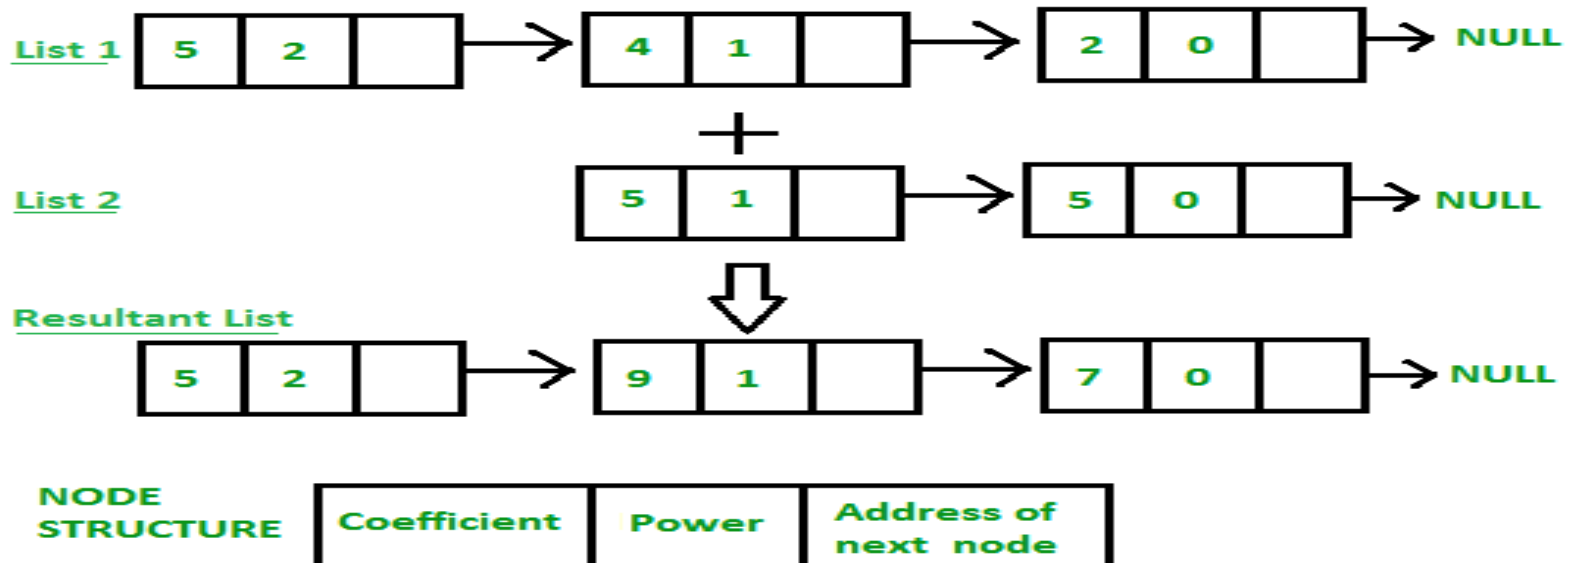 List 1 5 2 4 1 2 0 NULL
+
List 2 5 1 5 0 NULL
Resultant List
5 2 9 1 7 0 NULL
NODE
STRUCTURE
Coefficient Power
Address of
next node